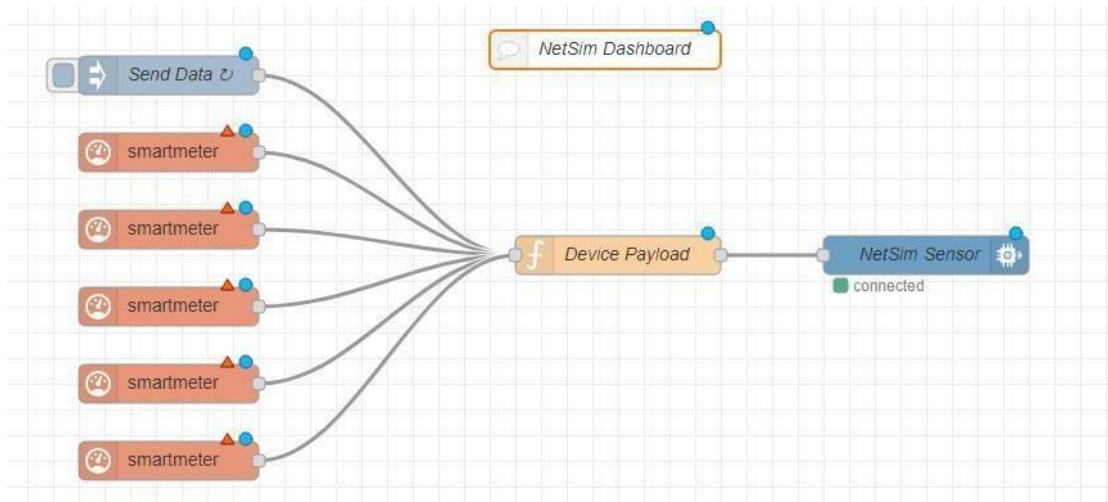 NetSim Dashboard
Send Data ↻
smartmeter
smartmeter
Device Payload
NetSim Sensor
connected
smartmeter
smartmeter
smartmeter